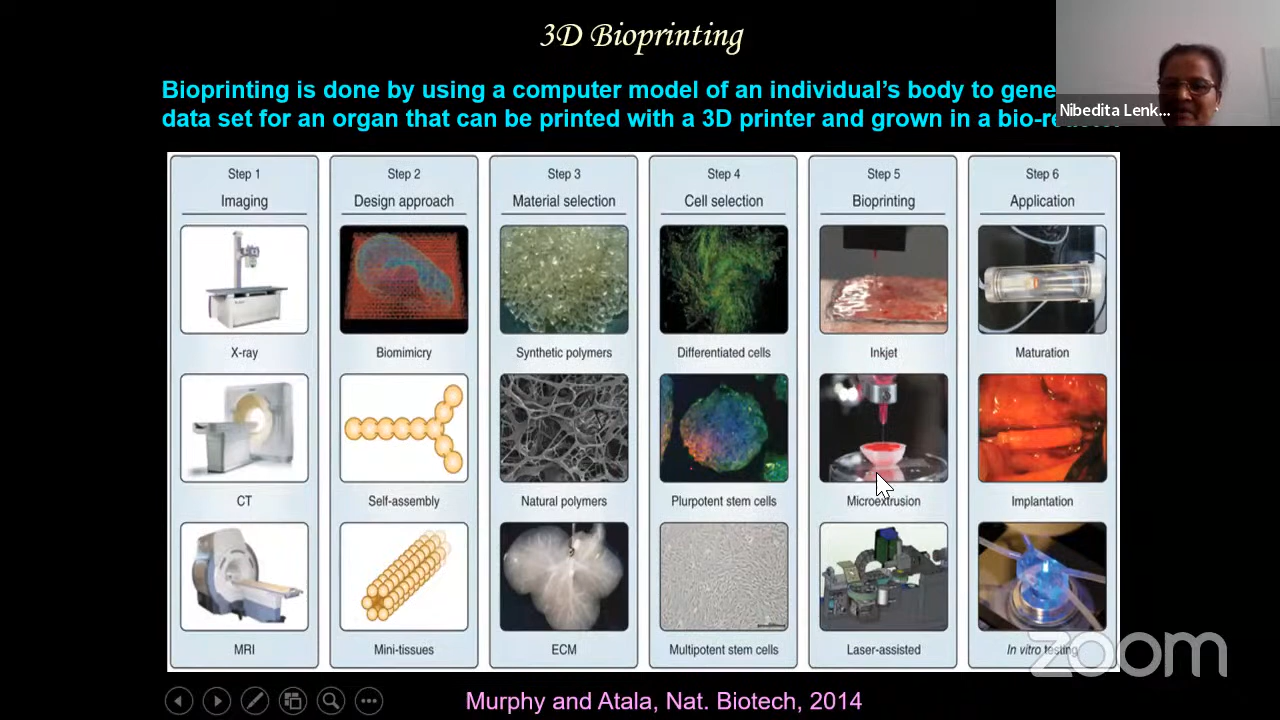 3D Bioprinting
Bioprinting is done by using a computer model of an individual's body to gene
data set for an organ that can be printed with a 3D printer and grown in a
Nibedita Lenk...
Step 1
Imaging
X-ray
CT
MRI
Step 2
Design approach
Biomimicry
Self-assembly
Mini-tissues
Step 3
Material selection
Synthetic polymers
Natural polymers
ECM
Step 4
Cell selection
Differentiated cells
Plurpotent stem cells
Multipotent stem cells
Step 5
Bioprinting
Inkjet
Microextrusion
Laser-assisted
Step 6
Application
Maturation
Implantation
In vitro testing
zoom
Murphy and Atala, Nat. Biotech, 2014